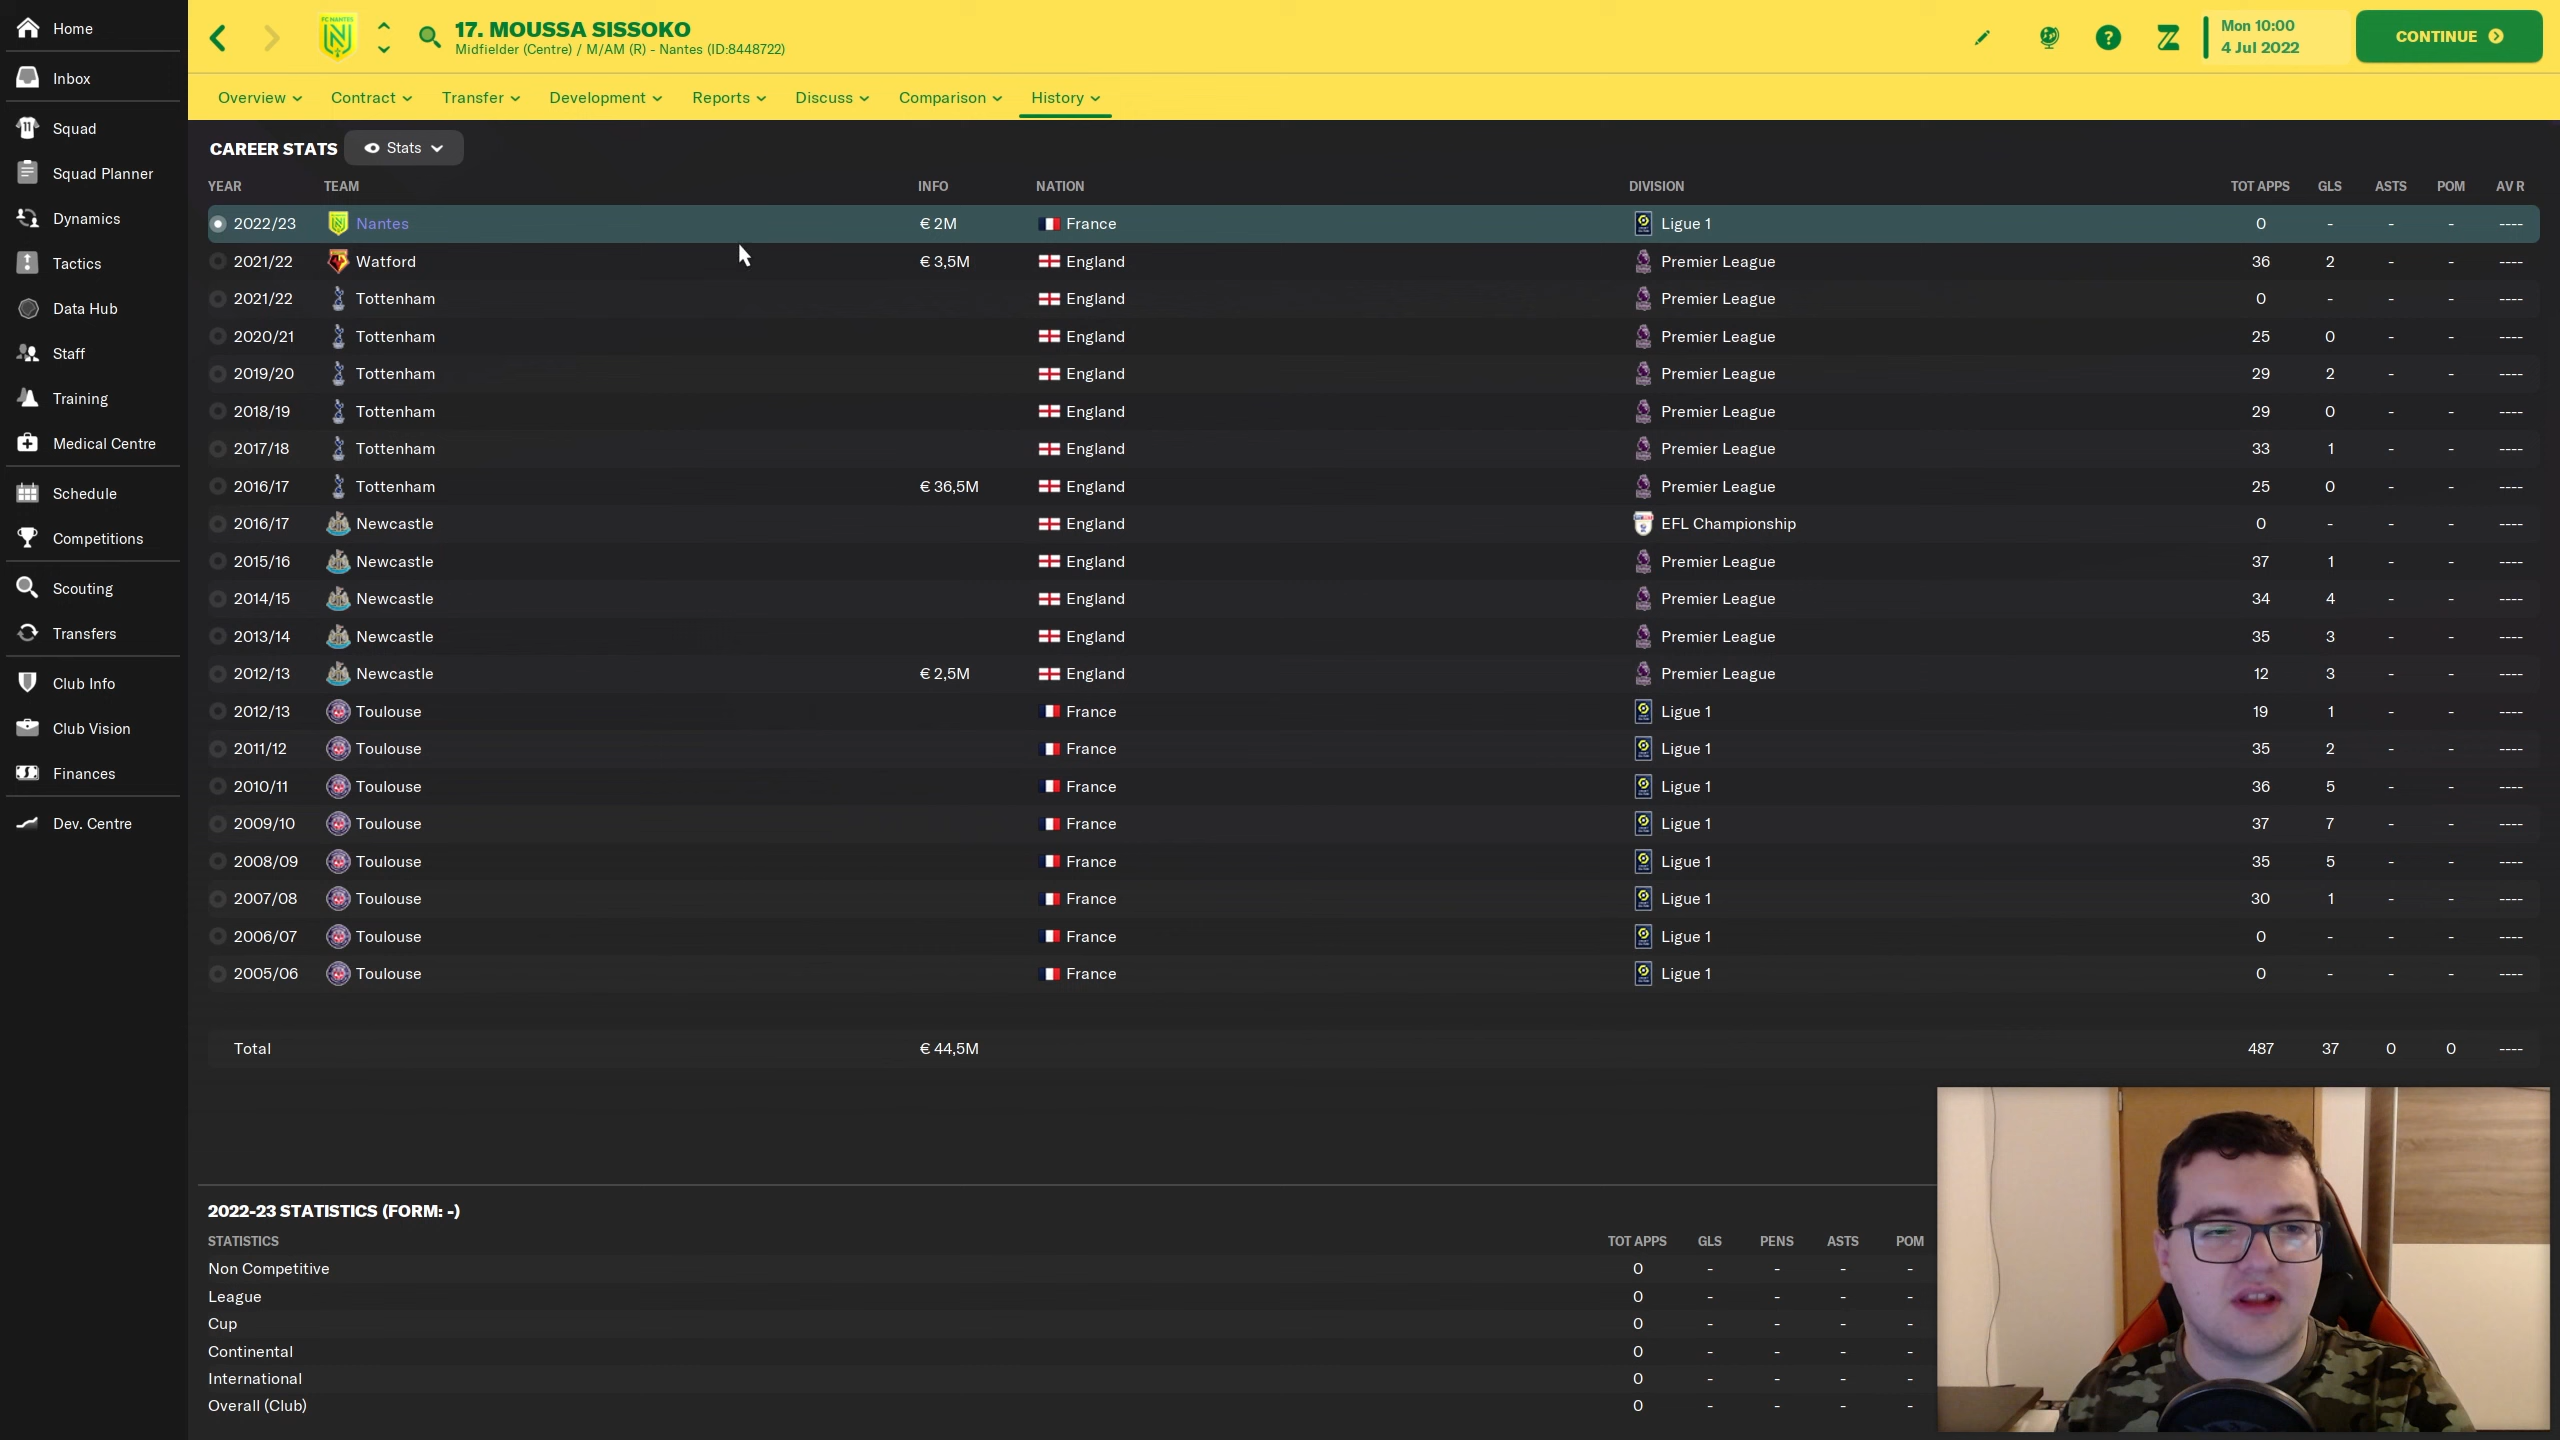 Home
Inbox
Squad
Squad Planner
Dynamics
Tactics
Data Hub
Staff
Training
Medical Centre
Schedule
Competitions
Scouting
Transfers
Club Info
Club Vision
Finances
Dev. Centre
17. MOUSSA SISSOKO
Midfielder (Centre) / M/AM (R) - Nantes (ID:8448722)
Mon 10:00
4 Jul 2022
CONTINUE
Overview Contract Transfer Development Reports Discuss Comparison History
CAREER STATS Stats
YEAR TEAM INFO NATION DIVISION TOT APPS GLS ASTS POM AV R
2022/23 Nantes € 2M France Ligue 1 0 - - - ----
2021/22 Watford € 3,5M England Premier League 36 2 - - ----
2021/22 Tottenham England Premier League 0 - - - ----
2020/21 Tottenham England Premier League 25 0 - - ----
2019/20 Tottenham England Premier League 29 2 - - ----
2018/19 Tottenham England Premier League 29 0 - - ----
2017/18 Tottenham England Premier League 33 1 - - ----
2016/17 Tottenham € 36,5M England Premier League 25 0 - - ----
2016/17 Newcastle England EFL Championship 0 - - - ----
2015/16 Newcastle England Premier League 37 1 - - ----
2014/15 Newcastle England Premier League 34 4 - - ----
2013/14 Newcastle England Premier League 35 3 - - ----
2012/13 Newcastle € 2,5M England Premier League 12 3 - - ----
2012/13 Toulouse France Ligue 1 19 1 - - ----
2011/12 Toulouse France Ligue 1 35 2 - - ----
2010/11 Toulouse France Ligue 1 36 5 - - ----
2009/10 Toulouse France Ligue 1 37 7 - - ----
2008/09 Toulouse France Ligue 1 35 5 - - ----
2007/08 Toulouse France Ligue 1 30 1 - - ----
2006/07 Toulouse France Ligue 1 0 - - - ----
2005/06 Toulouse France Ligue 1 0 - - - ----
Total € 44,5M 487 37 0 0 ----
2022-23 STATISTICS (FORM: -)
STATISTICS TOT APPS GLS PENS ASTS POM
Non Competitive 0 - - - -
League 0 - - - -
Cup 0 - - - -
Continental 0 - - - -
International 0 - - - -
Overall (Club) 0 - - - -